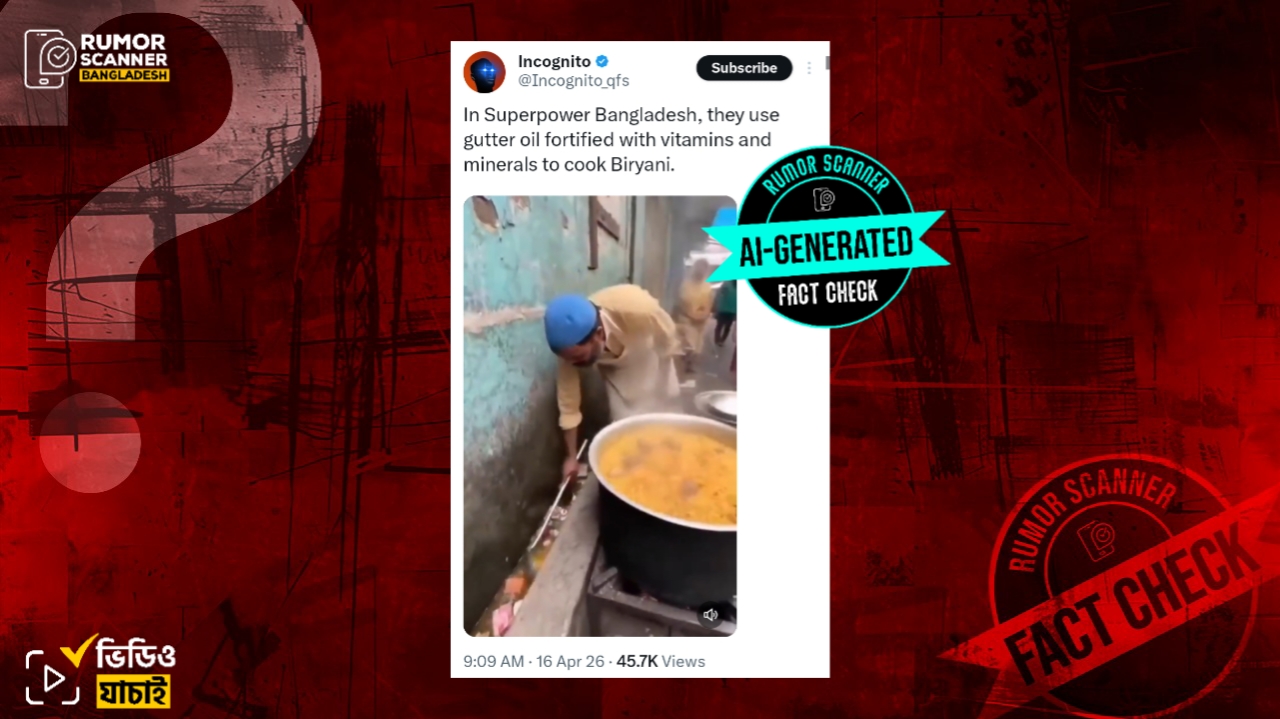 RUMOR
SCANNER
BANGLADESH
Incognito
@Incognito_qfs
Subscribe
In Superpower Bangladesh, they use
gutter oil fortified with vitamins and
minerals to cook Biryani.
RUMOR SCANNER
AI-GENERATED
FACT CHECK
9:09 AM · 16 Apr 26 · 45.7K Views
RUMOR SCANNER
FACT CHECK
ভিডিও
যাচাই